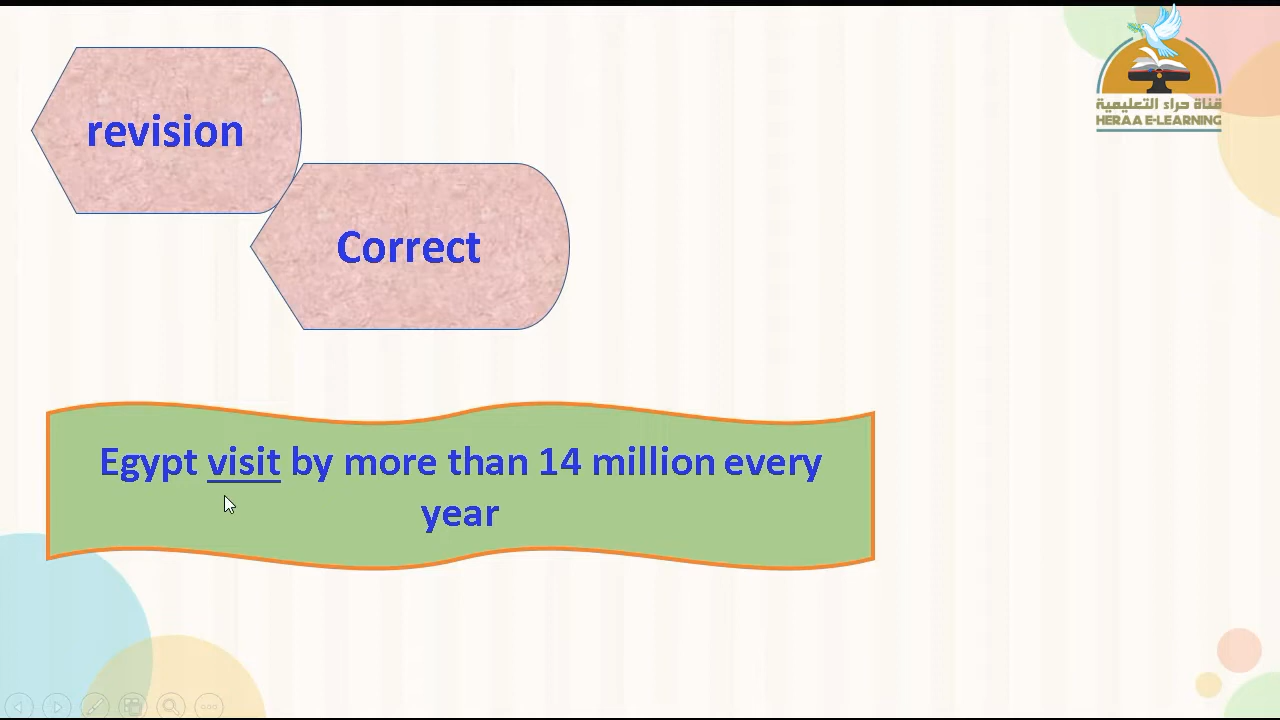 قناة حراء التعليمية
HERAA E-LEARNING
revision
Correct
Egypt visit by more than 14 million every
year